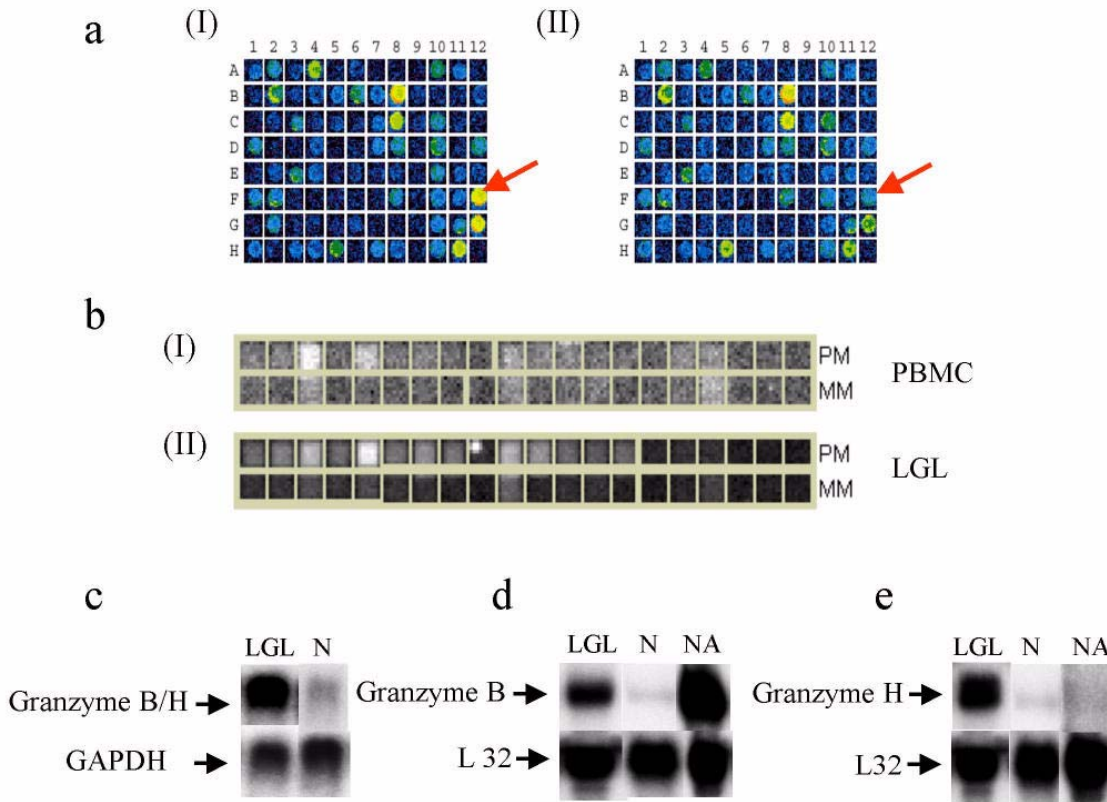 a
(I)
1 2 3 4 5 6 7 8 10 11 12
A
B
C
D
E
F
G
H
(II)
1 2 3 4 5 6 7 8 10 11 12
A
B
C
D
E
F
G
H
b
(I)
PM
MM
PBMC
(II)
PM
MM
LGL
c
LGL N
Granzyme B/H
GAPDH
d
LGL N NA
Granzyme B
L 32
e
LGL N NA
Granzyme H
L32